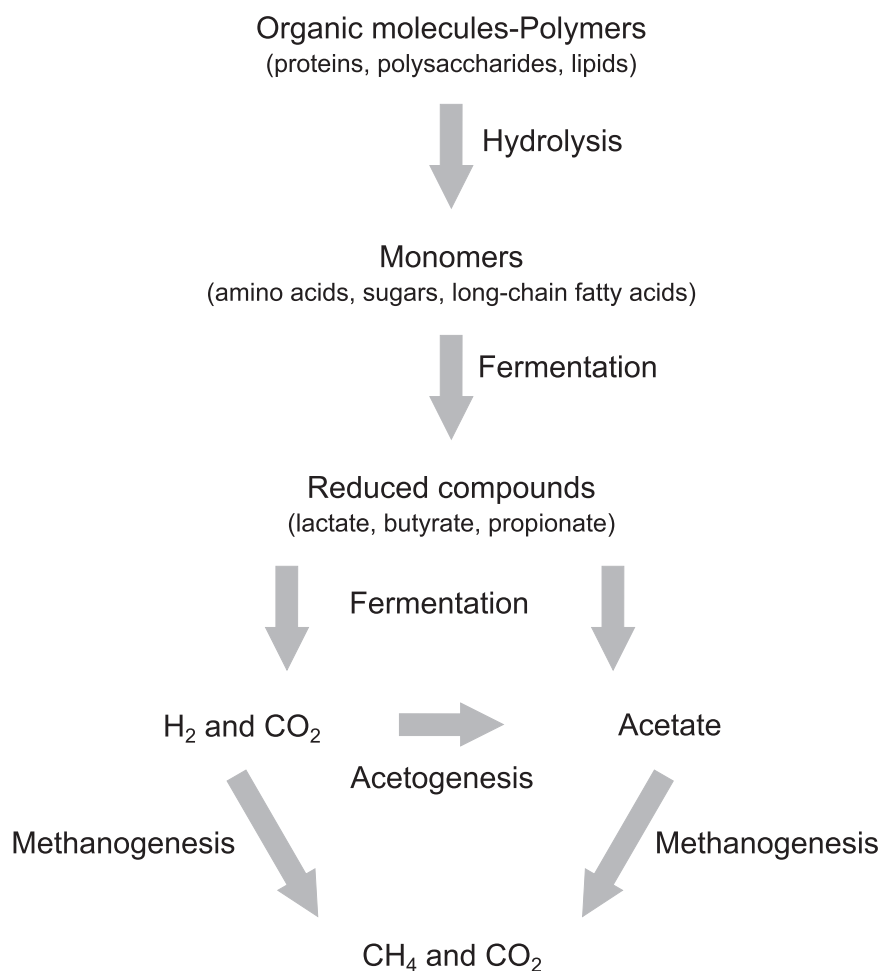 Organic molecules-Polymers
(proteins, polysaccharides, lipids)
Hydrolysis
Monomers
(amino acids, sugars, long-chain fatty acids)
Fermentation
Reduced compounds
(lactate, butyrate, propionate)
Fermentation
H₂ and CO₂
Acetate
Acetogenesis
Methanogenesis
Methanogenesis
CH₄ and CO₂